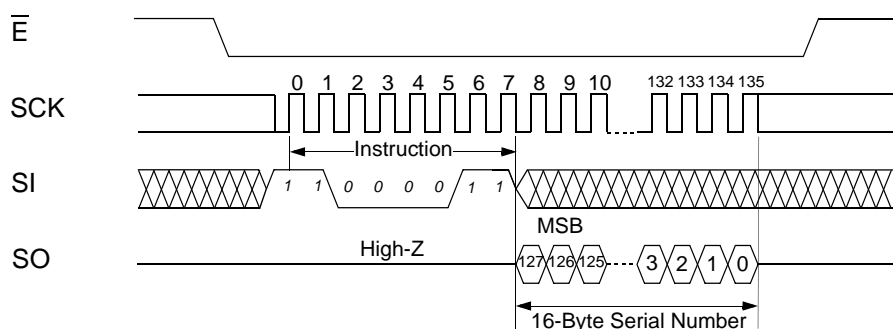 E
0 1 2 3 4 5 6 7 8 9 10 132 133 134 135
SCK
Instruction
SI
1 1 0 0 0 0 1 1
MSB
High-Z
SO
127 126 125 3 2 1 0
16-Byte Serial Number